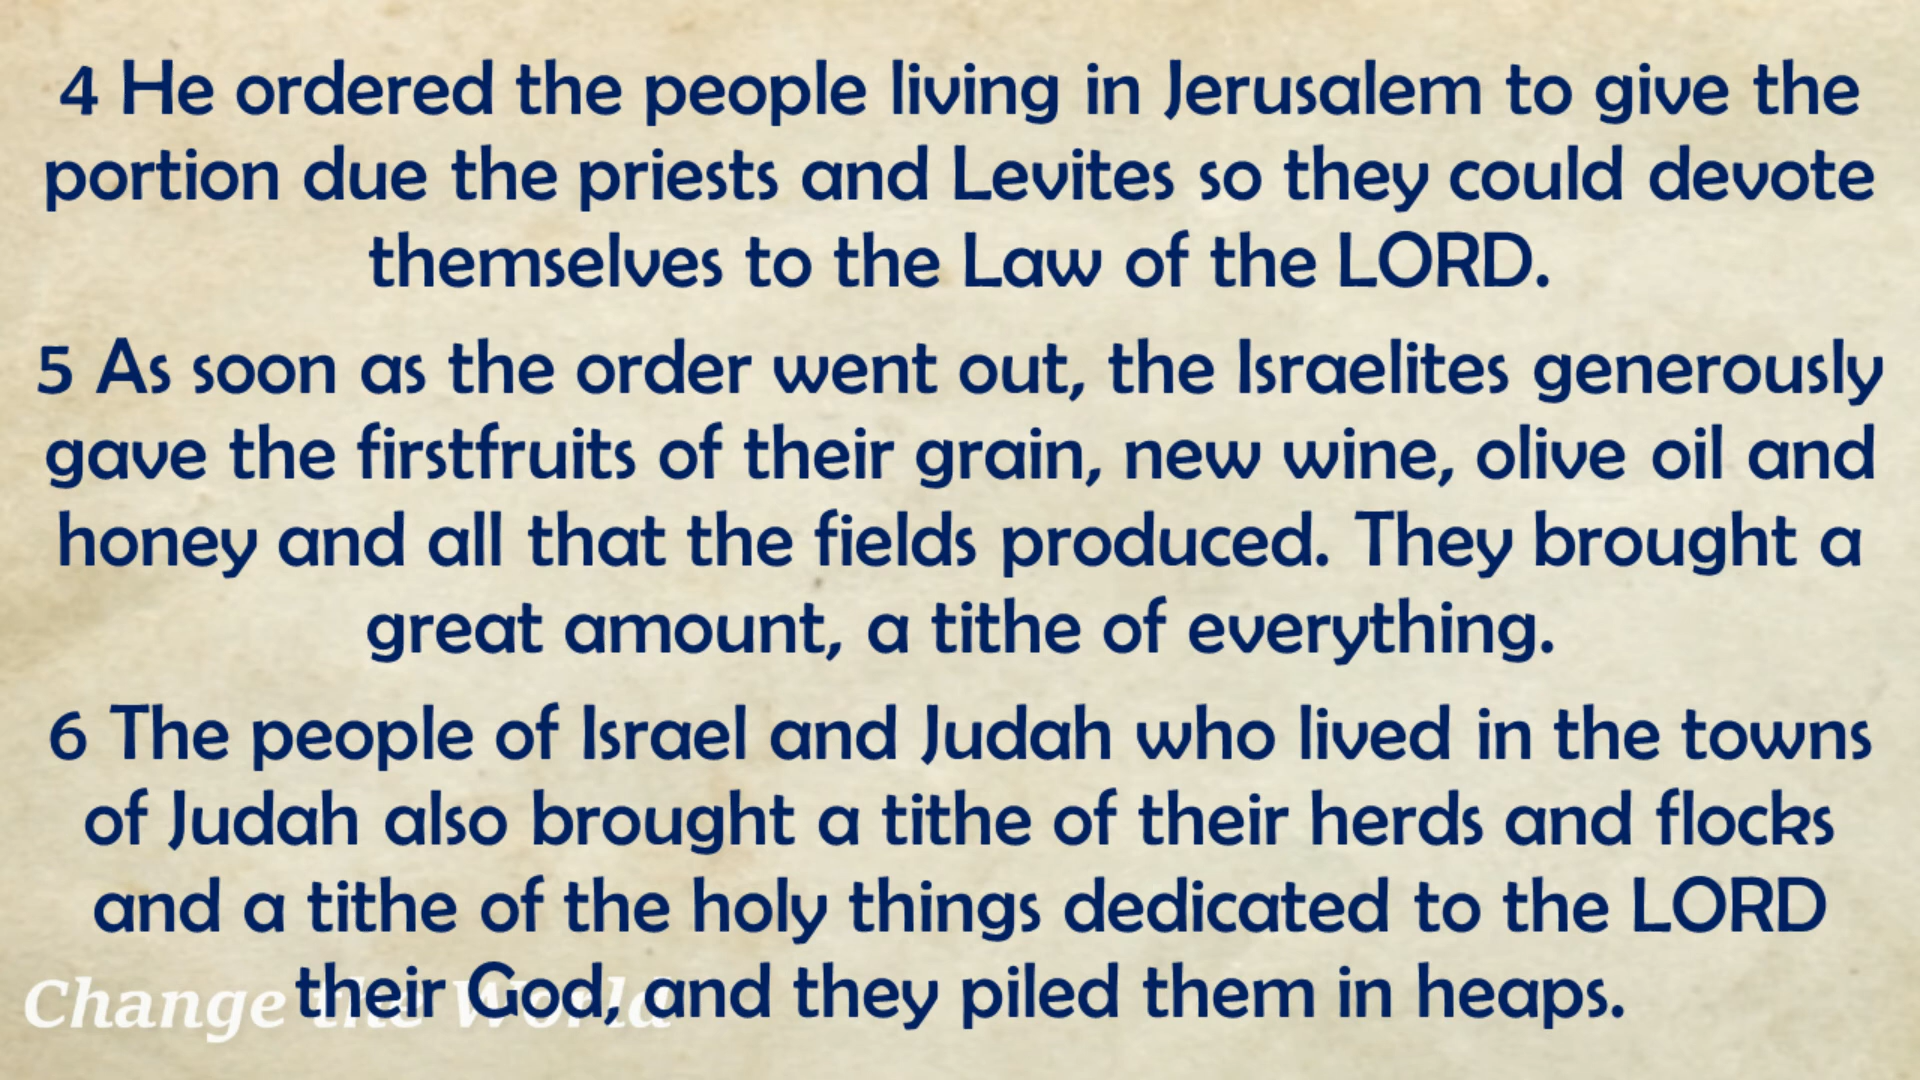 4 He ordered the people living in Jerusalem to give the
portion due the priests and Levites so they could devote
themselves to the Law of the LORD.
5 As soon as the order went out, the Israelites generously
gave the firstfruits of their grain, new wine, olive oil and
honey and all that the fields produced. They brought a
great amount, a tithe of everything.
6 The people of Israel and Judah who lived in the towns
of Judah also brought a tithe of their herds and flocks
and a tithe of the holy things dedicated to the LORD
their God, and they piled them in heaps.
Change the World